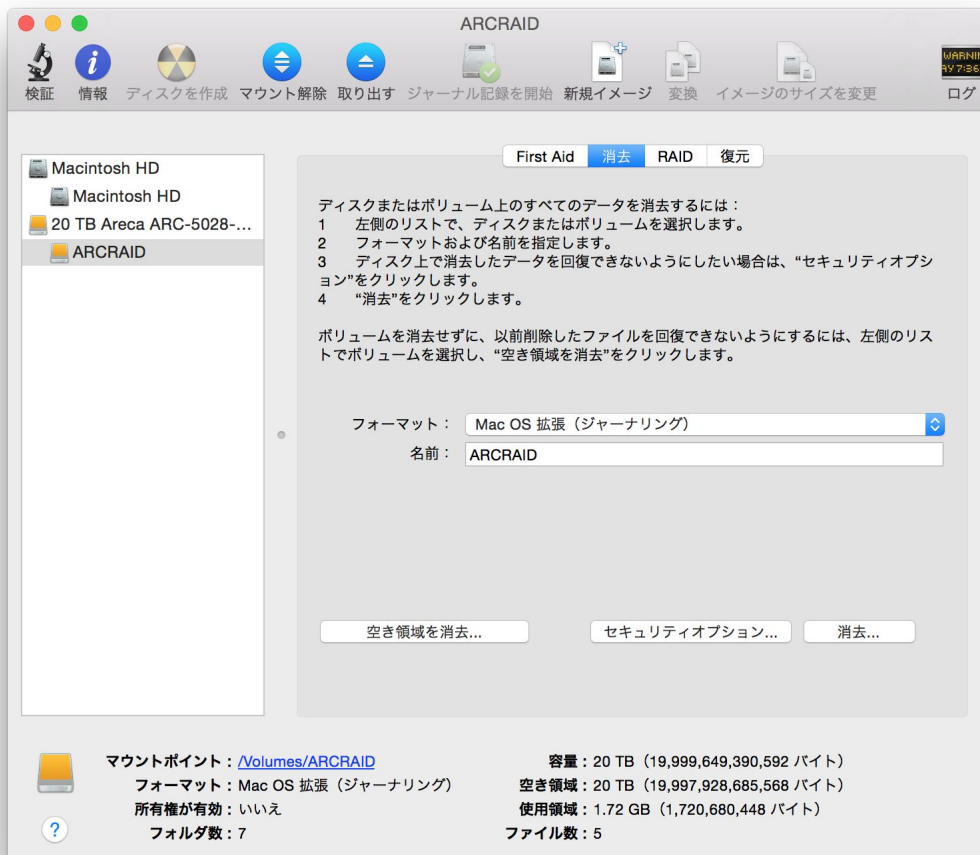 ARCRAID
検証 情報 ディスクを作成 マウント解除 取り出す ジャーナル記録を開始 新規イメージ 変換 イメージのサイズを変更 ログ
WARNIN
AY 7:36
Macintosh HD
Macintosh HD
20 TB Areca ARC-5028-...
ARCRAID
First Aid 消去 RAID 復元
ディスクまたはボリューム上のすべてのデータを消去するには：
1 左側のリストで、ディスクまたはボリュームを選択します。
2 フォーマットおよび名前を指定します。
3 ディスク上で消去したデータを回復できないようにしたい場合は、“セキュリティオプシ
ョン”をクリックします。
4 “消去”をクリックします。
ボリュームを消去せずに、以前削除したファイルを回復できないようにするには、左側のリス
トでボリュームを選択し、“空き領域を消去”をクリックします。
フォーマット： Mac OS 拡張（ジャーナリング）
名前： ARCRAID
空き領域を消去... セキュリティオプション... 消去...
マウントポイント：/Volumes/ARCRAID
フォーマット：Mac OS 拡張（ジャーナリング）
所有権が有効：いいえ
フォルダ数：7
容量：20 TB（19,999,649,390,592 バイト）
空き領域：20 TB（19,997,928,685,568 バイト）
使用領域：1.72 GB（1,720,680,448 バイト）
ファイル数：5
?